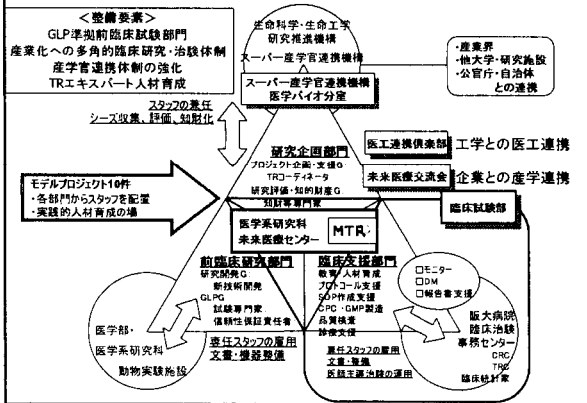 ＜整備要素＞
GLP準拠前臨床試験部門
産業化への多角的臨床研究・治験体制
産学官連携体制の強化
TRエキスパート人材育成
生命科学・生命工学
研究推進機構
スーパー産学官連携機構
スーパー産学官連携機構
医学バイオ分室
・産業界
・他大学・研究施設
・公官庁・自治体
との連携
スタッフの兼任
シーズ収集、評価、知財化
研究企画部門
プロジェクト企画・支援G
TRコーディネータ
研究評価・知的財産G
知財等専門家
医工連携倶楽部
工学との医工連携
未来医療交流会
企業との産学連携
臨床試験部
モデルプロジェクト10件
・各部門からスタッフを配置
・実践的人材育成の場
医学系研究科
未来医療センター
MTR
前臨床研究部門
研究開発G
新技術開発
GLPG
試験専門家
信頼性保証責任者
臨床支援部門
教育・人材育成
プロトコール支援
SOP作成支援
CPC・GMP製造
品質検査
診療支援
□モニター
□DM
□報告書支援
医学部・
医学系研究科
動物実験施設
専任スタッフの雇用
文書・機器整備
専任スタッフの雇用
文書・整備
医師主導治験の運用
阪大病院
臨床治験
事務センター
CRC
TRC
臨床統計家